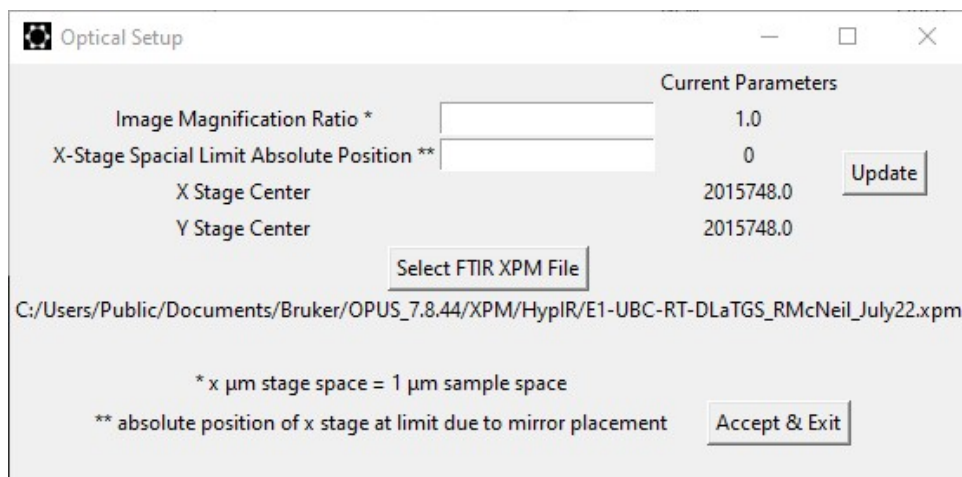 Optical Setup
Current Parameters
Image Magnification Ratio * 1.0
X-Stage Spacial Limit Absolute Position ** 0
Update
X Stage Center 2015748.0
Y Stage Center 2015748.0
Select FTIR XPM File
C:/Users/Public/Documents/Bruker/OPUS_7.8.44/XPM/HypIR/E1-UBC-RT-DLaTGS_RMcNeil_July22.xpm
* x µm stage space = 1 µm sample space
** absolute position of x stage at limit due to mirror placement Accept & Exit